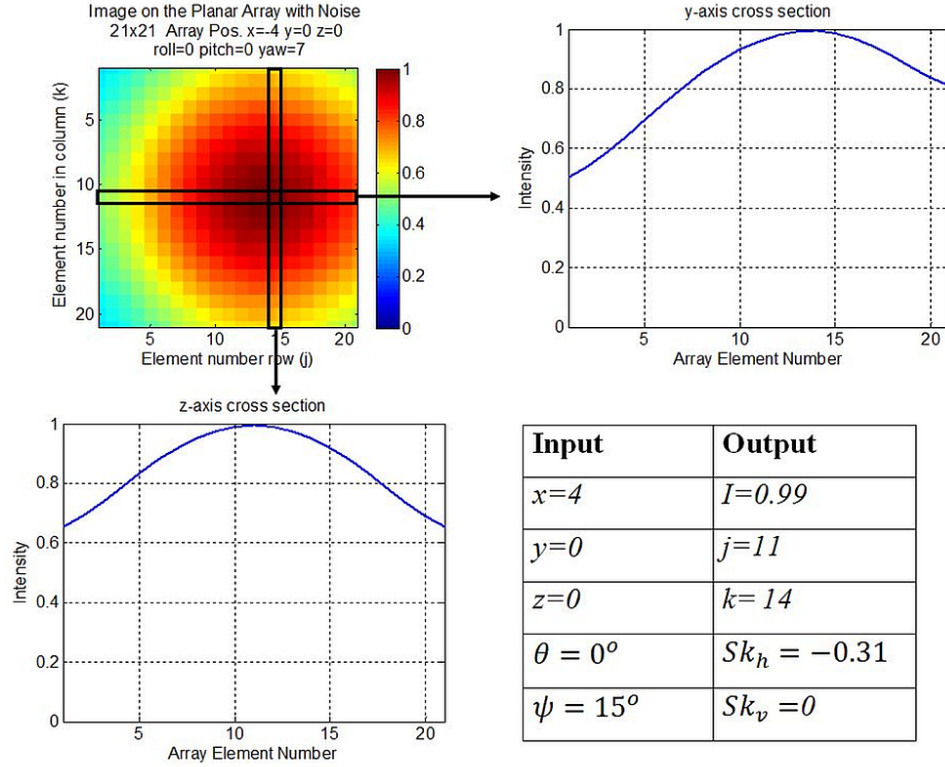 Image on the Planar Array with Noise
21x21 Array Pos. x=-4 y=0 z=0
roll=0 pitch=0 yaw=7
Element number in column (k)
5
10
15
20
5
10
15
20
Element number row (j)
1
0.8
0.6
0.4
0.2
0
y-axis cross section
Intensity
1
0.8
0.6
0.4
0.2
0
5
10
15
20
Array Element Number
z-axis cross section
Intensity
1
0.8
0.6
0.4
0.2
0
5
10
15
20
Array Element Number
Input Output
x=4 I=0.99
y=0 j=11
z=0 k= 14
θ = 0° Sk_h = −0.31
ψ = 15° Sk_v =0